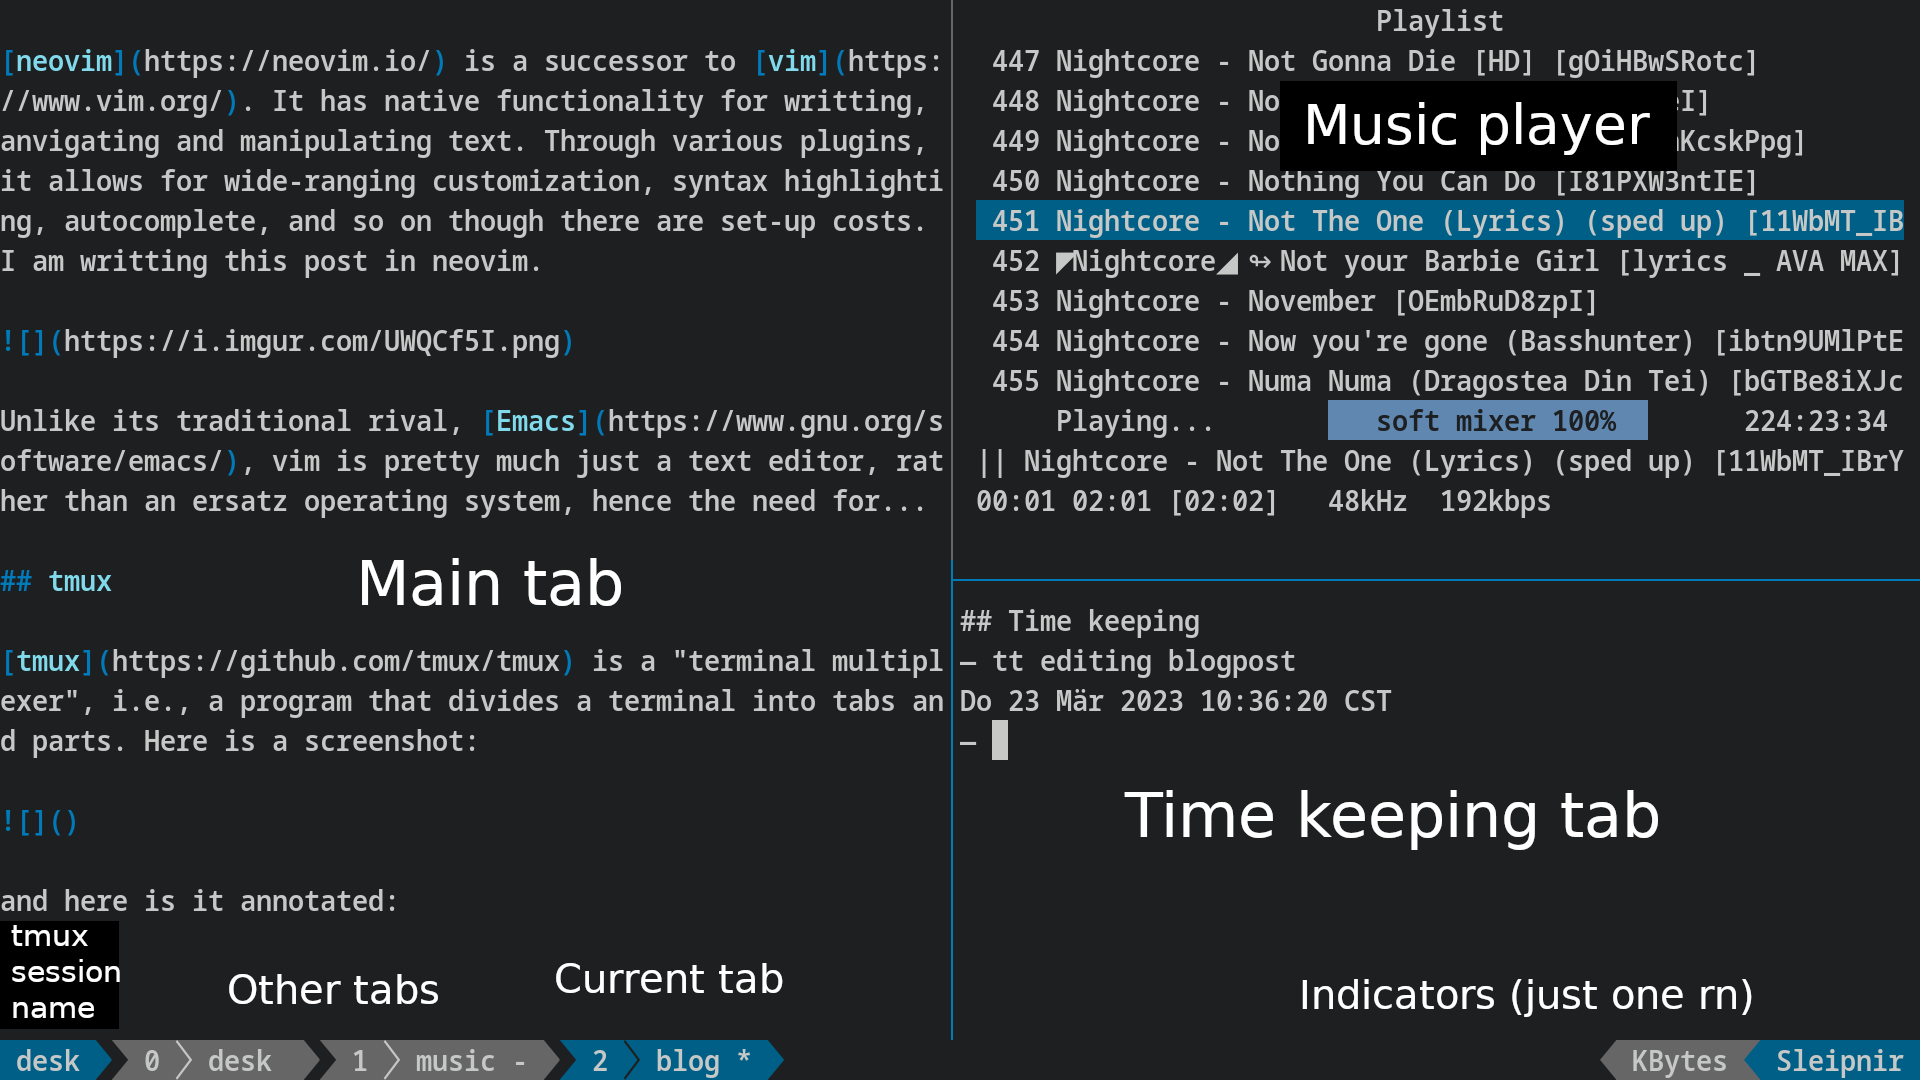 [neovim](https://neovim.io/) is a successor to [vim](https:
//www.vim.org/). It has native functionality for writting,
anvigating and manipulating text. Through various plugins,
it allows for wide-ranging customization, syntax highlighti
ng, autocomplete, and so on though there are set-up costs.
I am writting this post in neovim.
![](https://i.imgur.com/UWQCf5I.png)
Unlike its traditional rival, [Emacs](https://www.gnu.org/s
oftware/emacs/), vim is pretty much just a text editor, rat
her than an ersatz operating system, hence the need for...
## tmux
Main tab
[tmux](https://github.com/tmux/tmux) is a "terminal multipl
exer", i.e., a program that divides a terminal into tabs an
d parts. Here is a screenshot:
![]()
and here is it annotated:
tmux
session
name
Other tabs
Current tab
Playlist
447 Nightcore - Not Gonna Die [HD] [gOiHBwSRotc]
448 Nightcore - No
I]
449 Nightcore - No
KcskPpg]
Music player
450 Nightcore - Nothing You Can Do [I81PXW3ntIE]
451 Nightcore - Not The One (Lyrics) (sped up) [11WbMT_IB
452 ◤Nightcore◢ ↬ Not your Barbie Girl [lyrics _ AVA MAX]
453 Nightcore - November [OEmbRuD8zpI]
454 Nightcore - Now you're gone (Basshunter) [ibtn9UMlPtE
455 Nightcore - Numa Numa (Dragostea Din Tei) [bGTBe8iXJc
Playing... soft mixer 100% 224:23:34
|| Nightcore - Not The One (Lyrics) (sped up) [11WbMT_IBrY
00:01 02:01 [02:02] 48kHz 192kbps
## Time keeping
– tt editing blogpost
Do 23 Mär 2023 10:36:20 CST
–
Time keeping tab
Indicators (just one rn)
desk 0 desk 1 music - 2 blog * KBytes Sleipnir